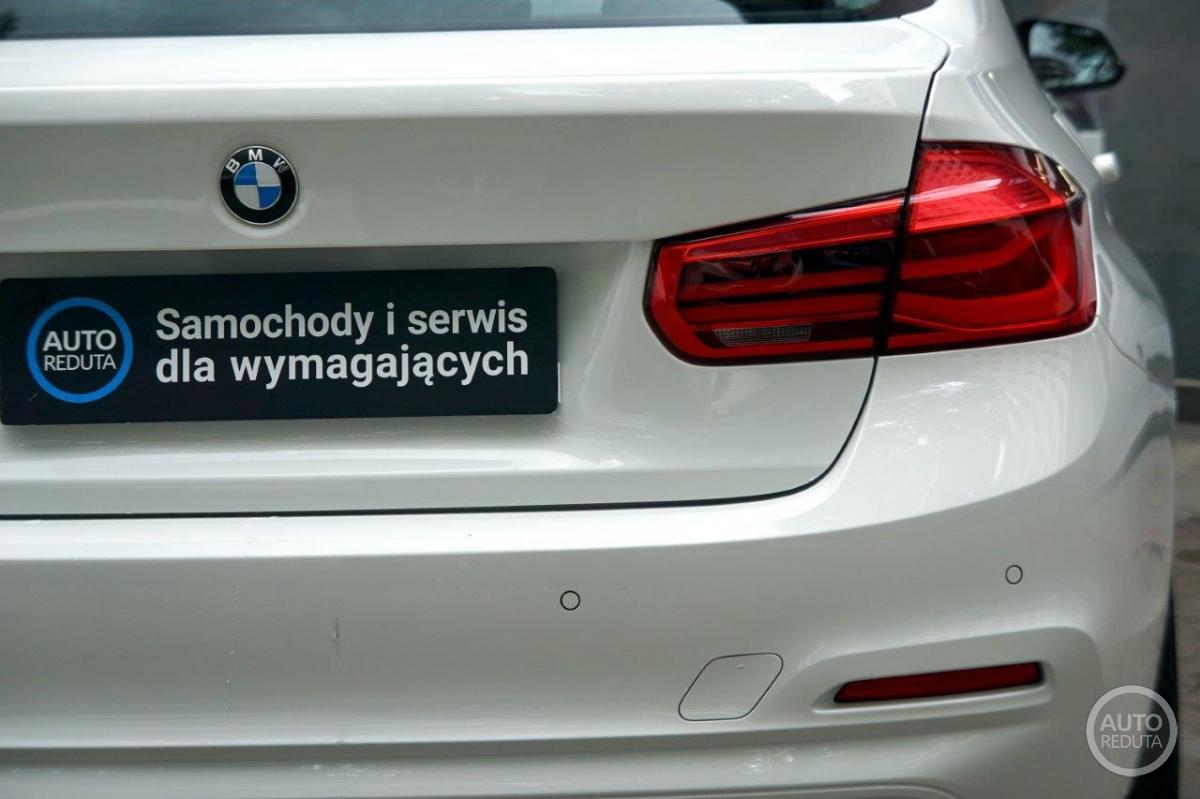 BMW
AUTO
REDUTA
Samochody i serwis
dla wymagających
AUTO
REDUTA